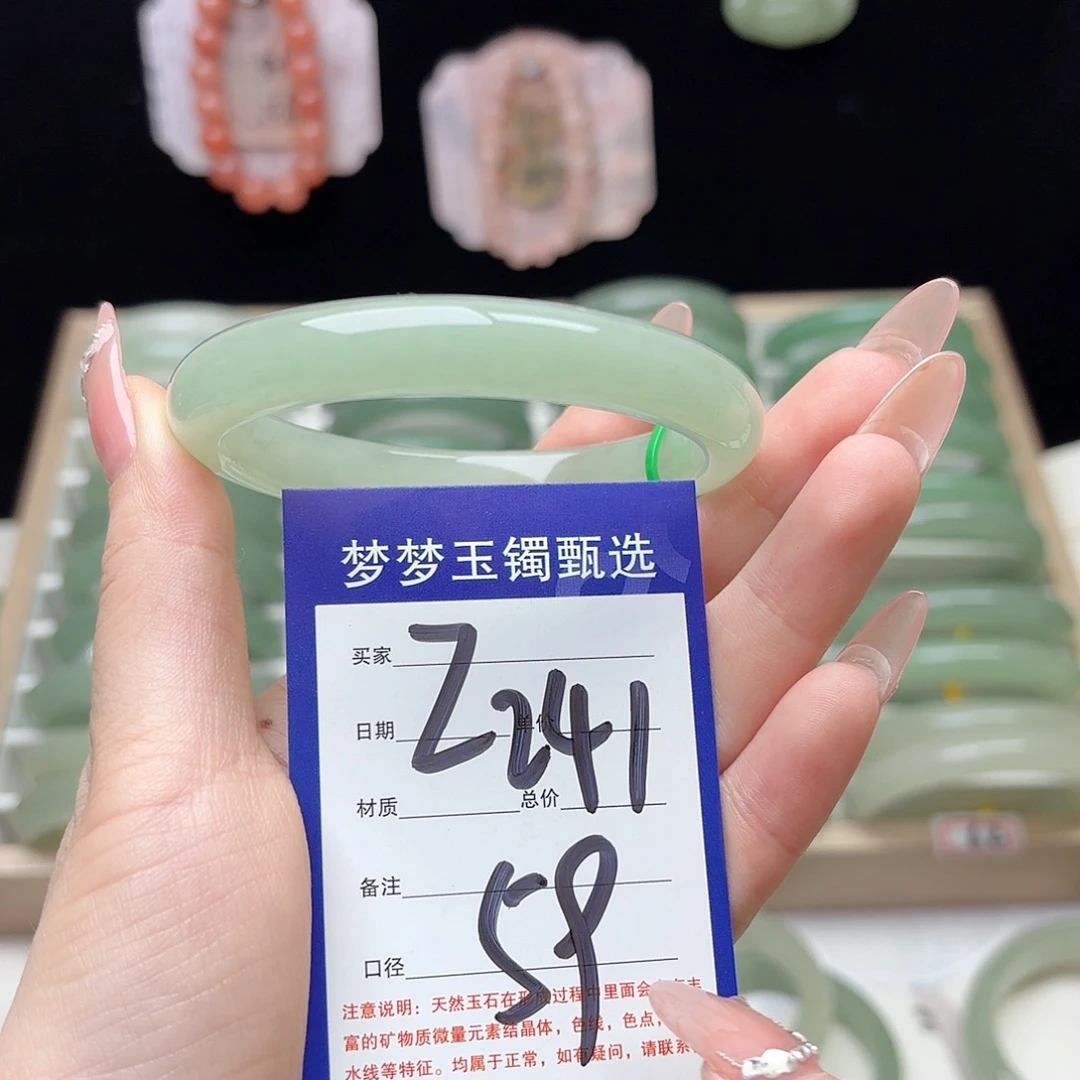 梦梦玉镯甄选
买家
Z241
日期 单价
材质 总价
备注
59
口径
注意说明：天然玉石在形成过程中里面会
富的矿物质微量元素结晶体，色线，色点，
水线等特征。均属于正常，如有疑问，请联系